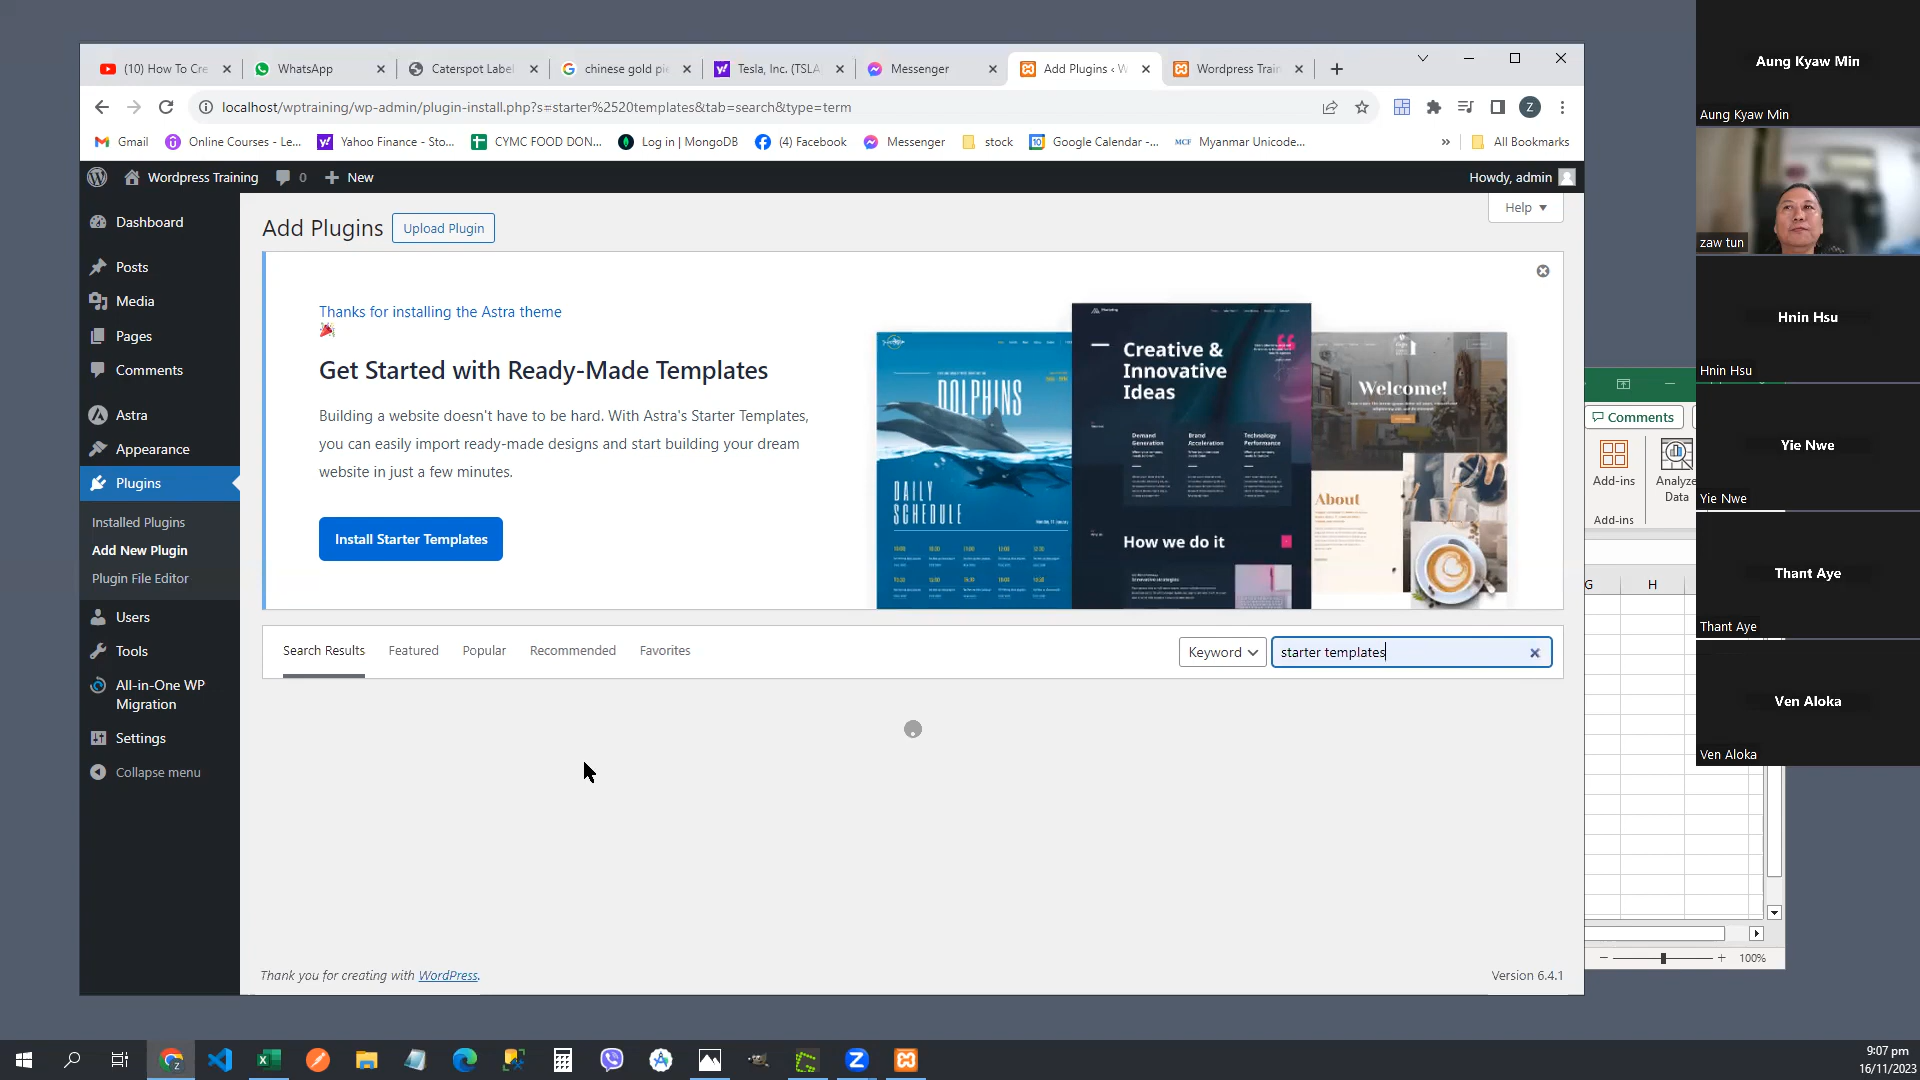 (10) How To Cre
WhatsApp
Caterspot Label
chinese gold pi
Tesla, Inc. (TSLA
Messenger
Add Plugins ‹ W
Wordpress Train
localhost/wptraining/wp-admin/plugin-install.php?s=starter%2520templates&tab=search&type=term
Z
Gmail
Online Courses - Le...
Yahoo Finance - Sto...
CYMC FOOD DON...
Log in | MongoDB
(4) Facebook
Messenger
stock
Google Calendar -...
MCF Myanmar Unicode...
»
All Bookmarks
Wordpress Training
0
New
Howdy, admin
Dashboard
Posts
Media
Pages
Comments
Astra
Appearance
Plugins
Installed Plugins
Add New Plugin
Plugin File Editor
Users
Tools
All-in-One WP
Migration
Settings
Collapse menu
Add Plugins
Upload Plugin
Help
Thanks for installing the Astra theme
Get Started with Ready-Made Templates
Building a website doesn't have to be hard. With Astra's Starter Templates,
you can easily import ready-made designs and start building your dream
website in just a few minutes.
Install Starter Templates
DOLPHINS
DAILY
SCHEDULE
Creative &
Innovative
Ideas
Demand
Generation
Brand
Acceleration
Technology
Performance
How we do it
Welcome!
About
Search Results
Featured
Popular
Recommended
Favorites
Keyword
starter templates
Thank you for creating with WordPress.
Version 6.4.1
Comments
Add-ins
Analyze
Data
Add-ins
G
H
100%
Aung Kyaw Min
Aung Kyaw Min
zaw tun
Hnin Hsu
Hnin Hsu
Yie Nwe
Yie Nwe
Thant Aye
Thant Aye
Ven Aloka
Ven Aloka
9:07 pm
16/11/2023